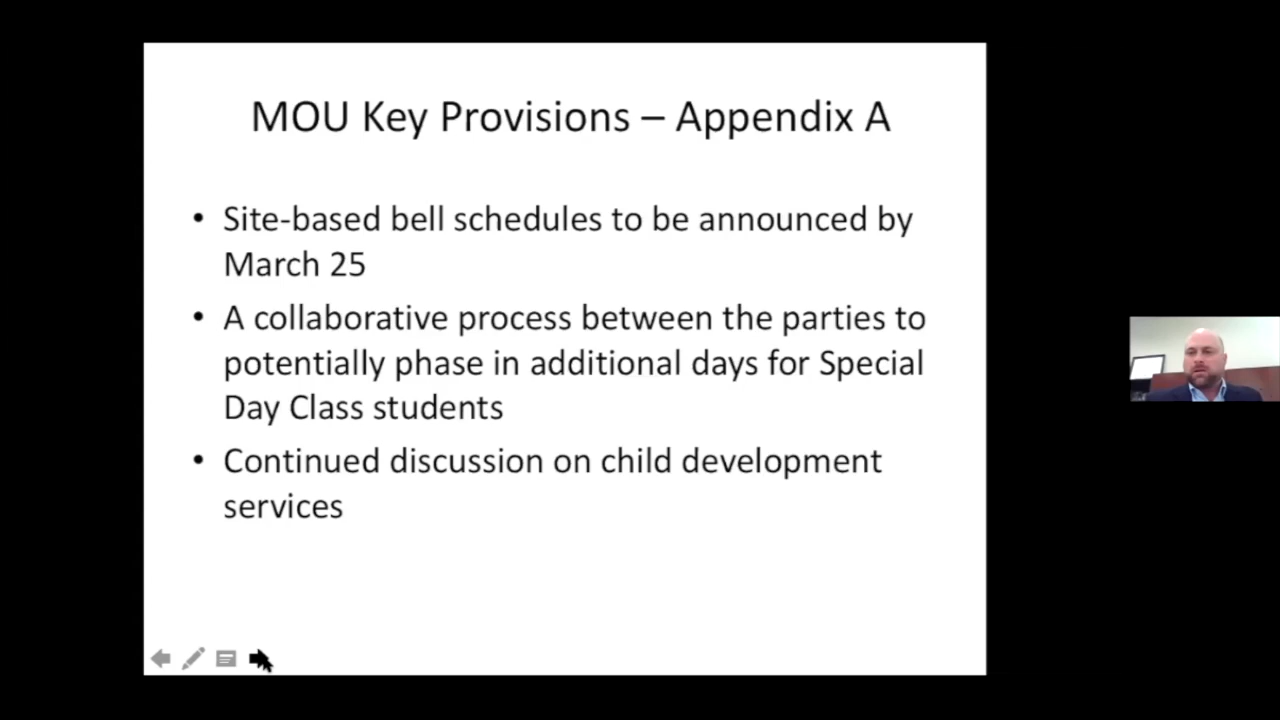 MOU Key Provisions – Appendix A
• Site-based bell schedules to be announced by
March 25
• A collaborative process between the parties to
potentially phase in additional days for Special
Day Class students
• Continued discussion on child development
services